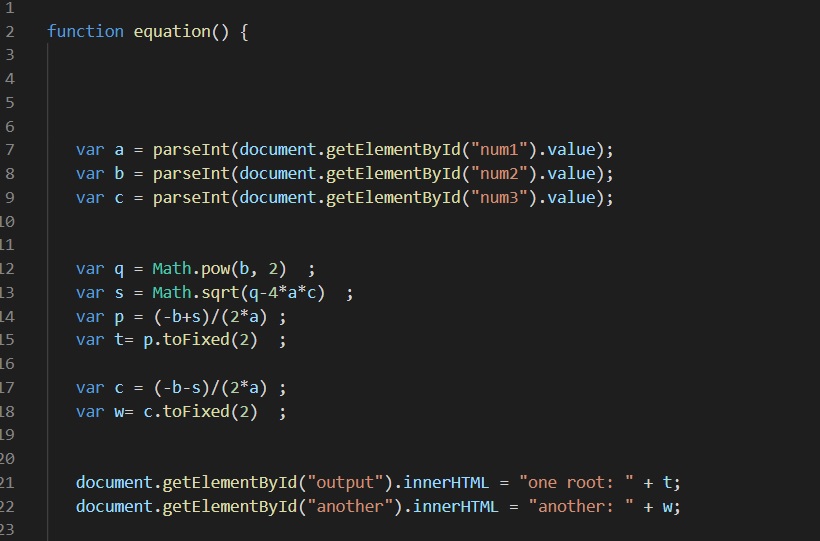 1
2 function equation() {
3
4
5
6
7 var a = parseInt(document.getElementById("num1").value);
8 var b = parseInt(document.getElementById("num2").value);
9 var c = parseInt(document.getElementById("num3").value);
10
11
12 var q = Math.pow(b, 2)  ;
13 var s = Math.sqrt(q-4*a*c)  ;
14 var p = (-b+s)/(2*a) ;
15 var t= p.toFixed(2)  ;
16
17 var c = (-b-s)/(2*a) ;
18 var w= c.toFixed(2)  ;
19
20
21 document.getElementById("output").innerHTML = "one root: " + t;
22 document.getElementById("another").innerHTML = "another: " + w;
23